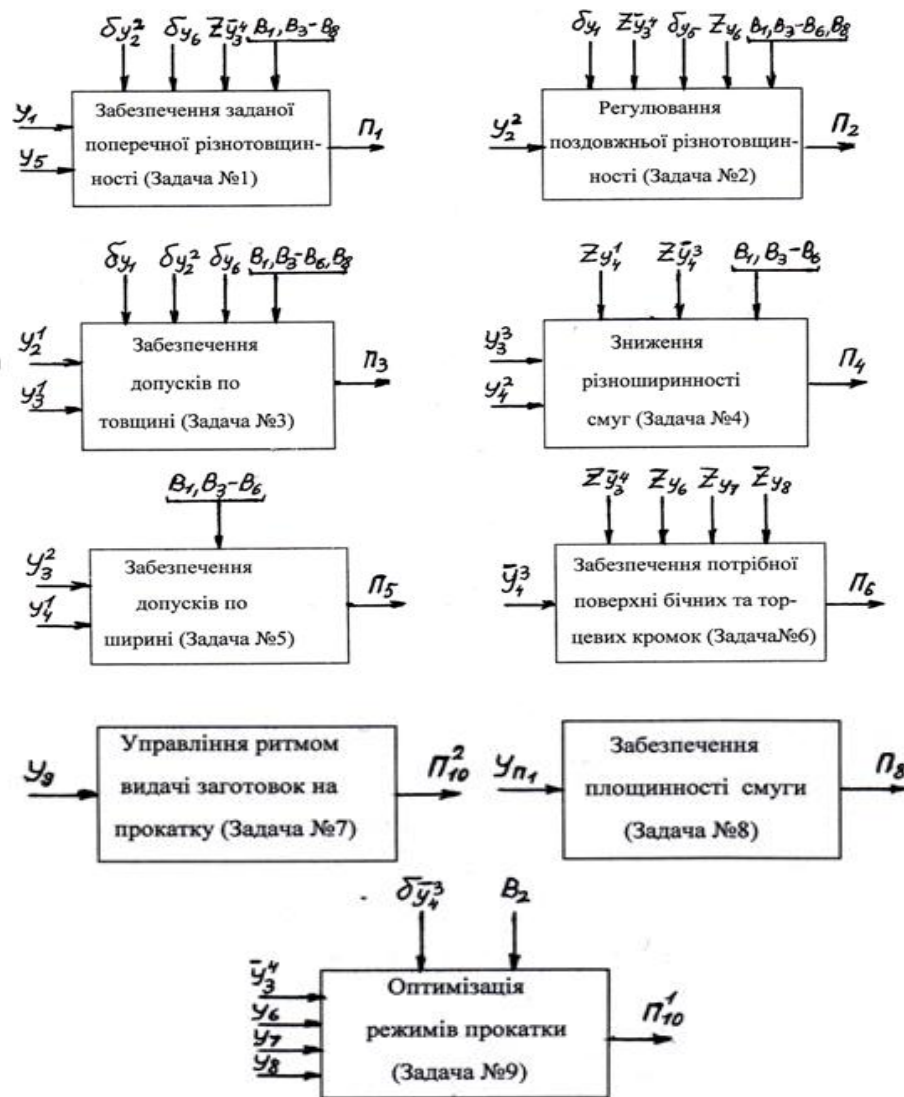 δy₂² δy₆ Zȳ₃⁴ B₁, B₃-B₈
y₁
y₅
Забезпечення заданої
поперечної різнотовщин-
ності (Задача №1)
П₁
δy₁ Zȳ₃⁴ δy₅ Zy₆ B₁, B₃-B₆, B₈
y₂²
Регулювання
поздовжньої різнотовщин-
ності (Задача №2)
П₂
δy₁ δy₂² δy₆ B₁, B₃-B₆, B₈
y₂¹
y₃¹
Забезпечення
допусків по
товщині (Задача №3)
П₃
Zy₄¹ Zȳ₄³ B₁, B₃-B₆
y₃³
y₄²
Зниження
різноширинності
смуг (Задача №4)
П₄
B₁, B₃-B₆
y₃²
y₄¹
Забезпечення
допусків по
ширині (Задача №5)
П₅
Zȳ₃⁴ Zy₆ Zy₇ Zy₈
ȳ₄³
Забезпечення потрібної
поверхні бічних та тор-
цевих кромок (Задача№6)
П₆
y₉
Управління ритмом
видачі заготовок на
прокатку (Задача №7)
П₁₀²
yп₁
Забезпечення
площинності смуги
(Задача №8)
П₈
δȳ₄³ B₂
ȳ₃⁴
y₆
y₇
y₈
Оптимізація
режимів прокатки
(Задача №9)
П₁₀¹